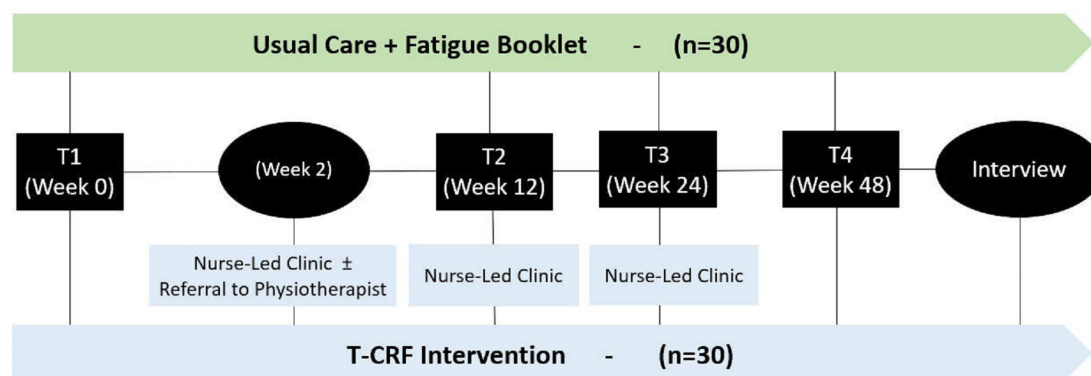 Usual Care + Fatigue Booklet - (n=30)
T1
(Week 0)
(Week 2)
T2
(Week 12)
T3
(Week 24)
T4
(Week 48)
Interview
Nurse-Led Clinic ±
Referral to Physiotherapist
Nurse-Led Clinic
Nurse-Led Clinic
T-CRF Intervention - (n=30)